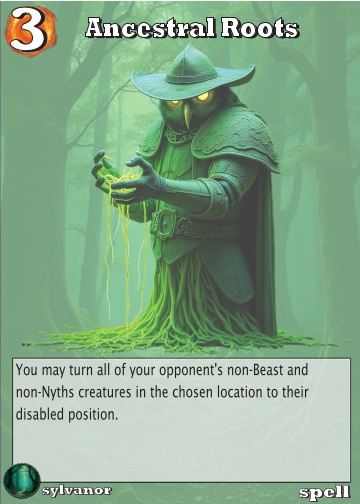 3
Ancestral Roots
You may turn all of your opponent's non-Beast and
non-Nyths creatures in the chosen location to their
disabled position.
sylvanor
spell